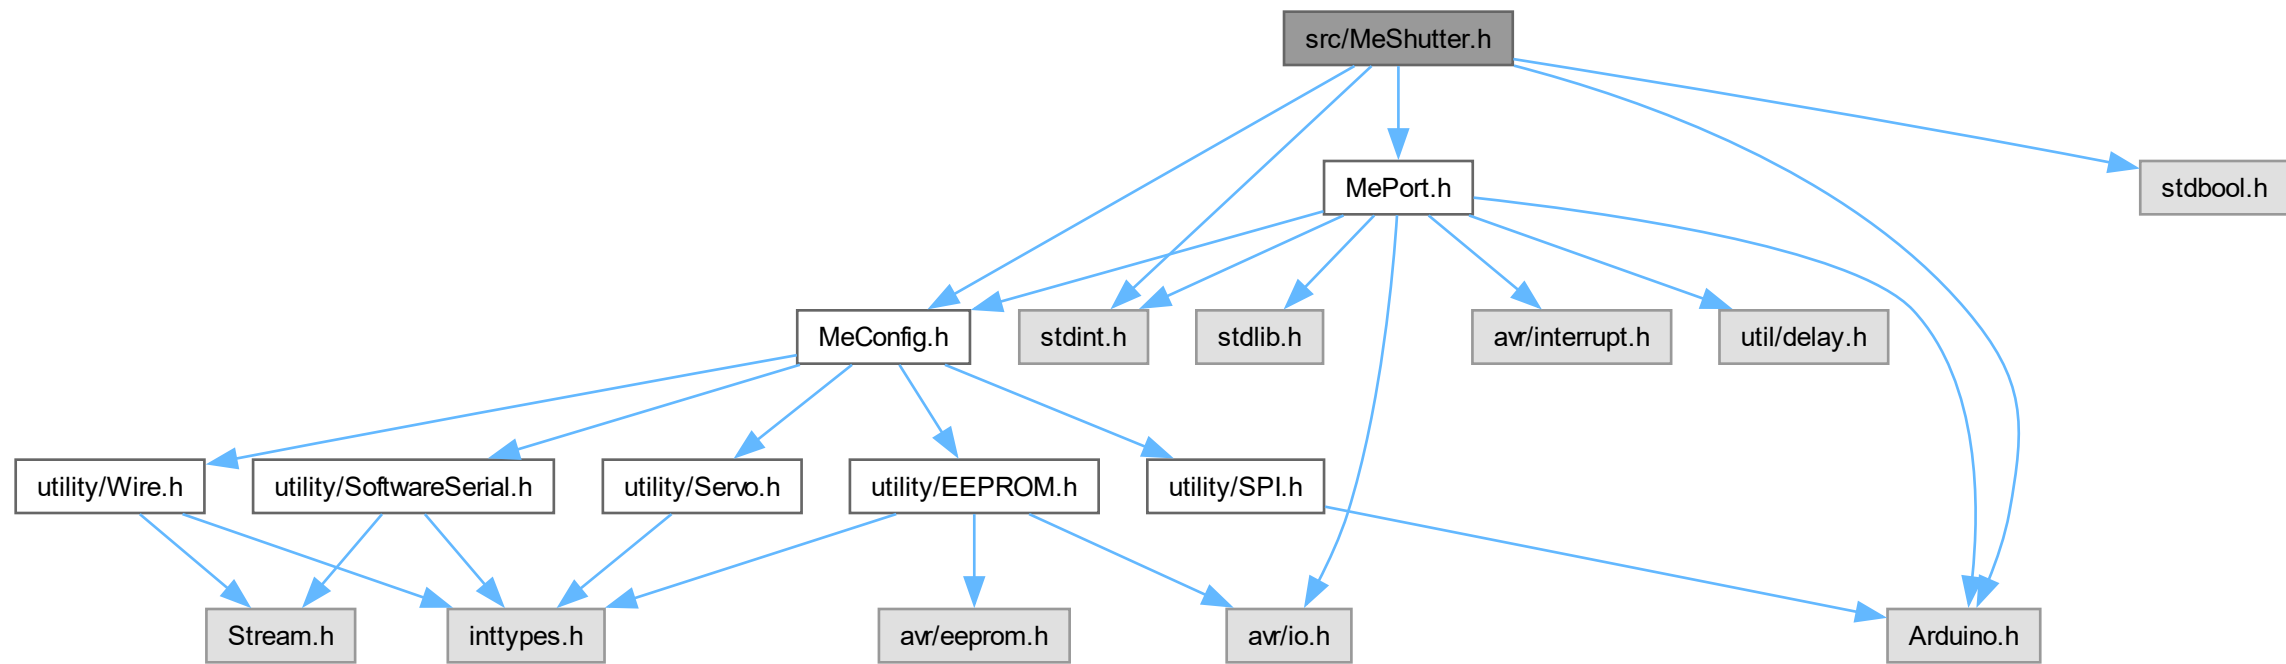 src/MeShutter.h
MePort.h
stdbool.h
MeConfig.h
stdint.h
stdlib.h
avr/interrupt.h
util/delay.h
utility/Wire.h
utility/SoftwareSerial.h
utility/Servo.h
utility/EEPROM.h
utility/SPI.h
Stream.h
inttypes.h
avr/eeprom.h
avr/io.h
Arduino.h